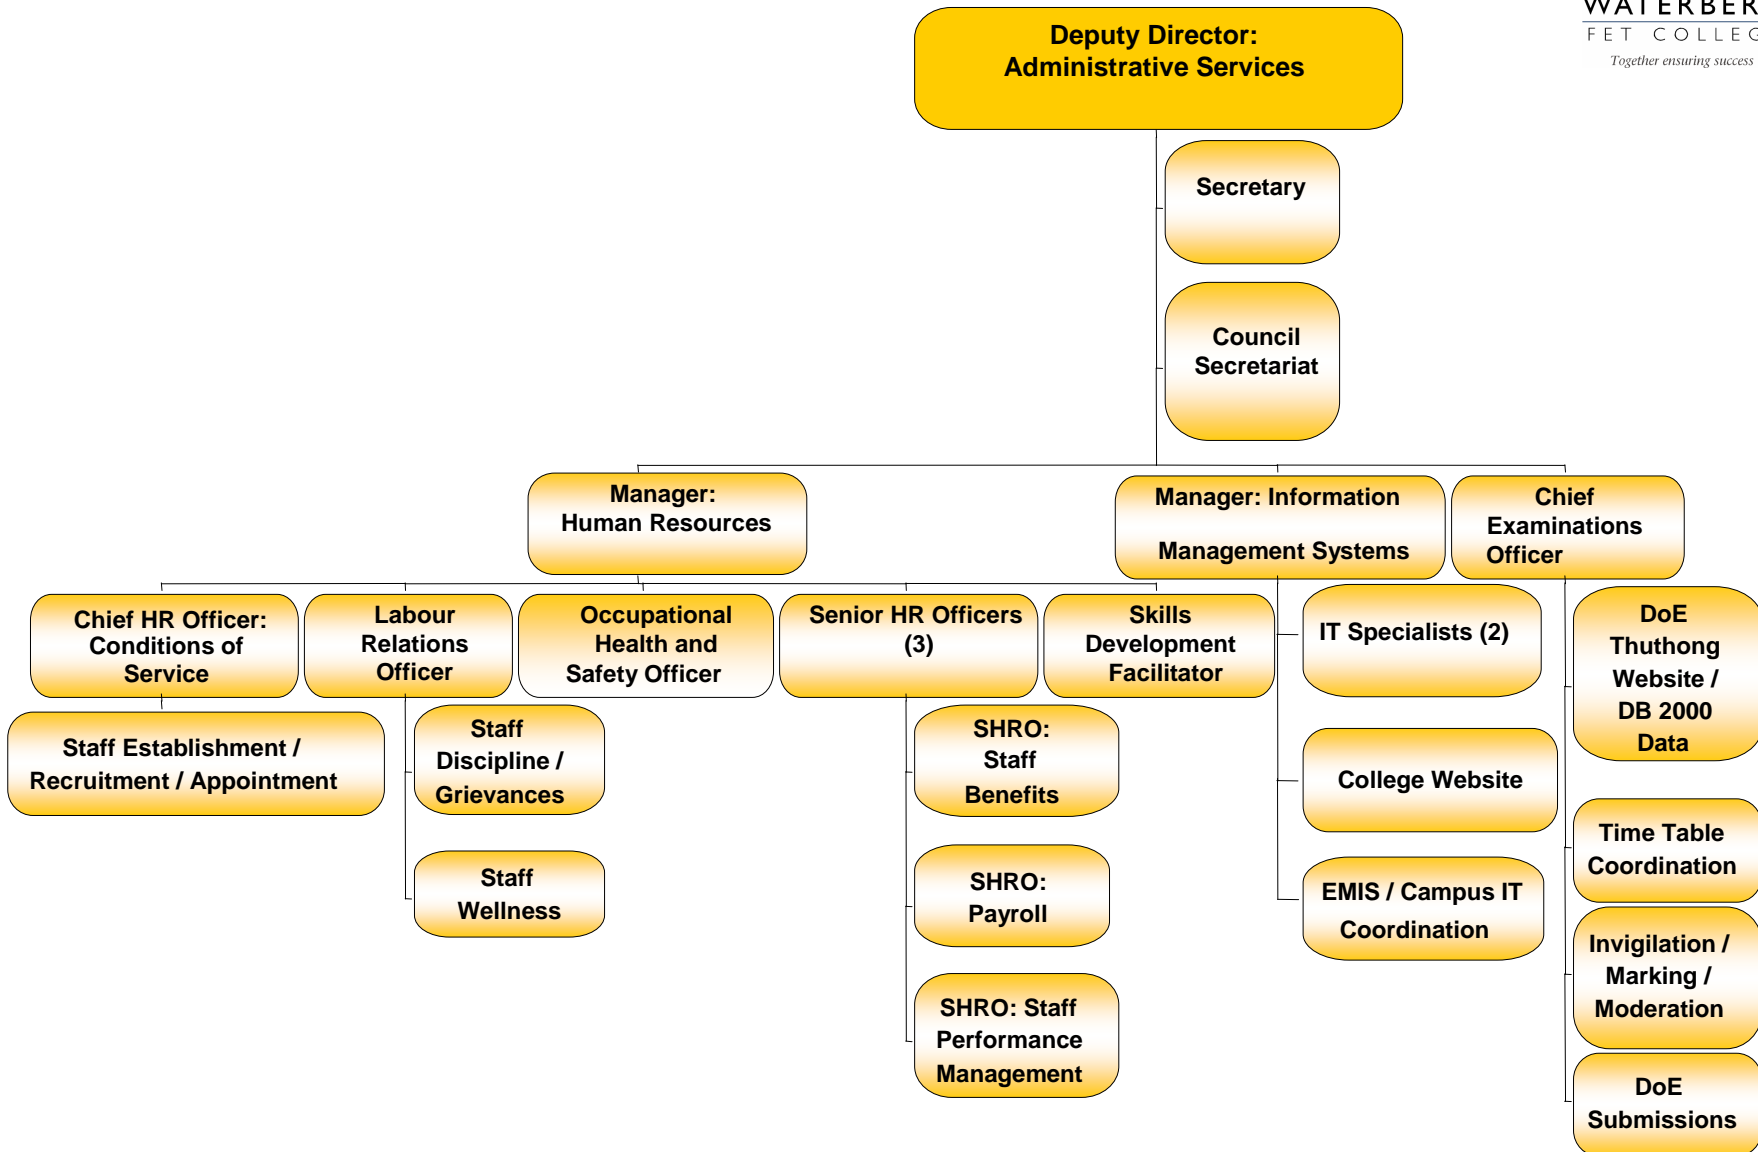 WATERBER
FET COLLEG
Together ensuring success
Deputy Director:
Administrative Services
Secretary
Council
Secretariat
Manager:
Human Resources
Manager: Information
Management Systems
Chief
Examinations
Officer
Chief HR Officer:
Conditions of
Service
Labour
Relations
Officer
Occupational
Health and
Safety Officer
Senior HR Officers
(3)
Skills
Development
Facilitator
IT Specialists (2)
DoE
Thuthong
Website /
DB 2000
Data
Staff Establishment /
Recruitment / Appointment
Staff
Discipline /
Grievances
SHRO:
Staff
Benefits
College Website
Time Table
Coordination
Staff
Wellness
SHRO:
Payroll
EMIS / Campus IT
Coordination
Invigilation /
Marking /
Moderation
SHRO: Staff
Performance
Management
DoE
Submissions